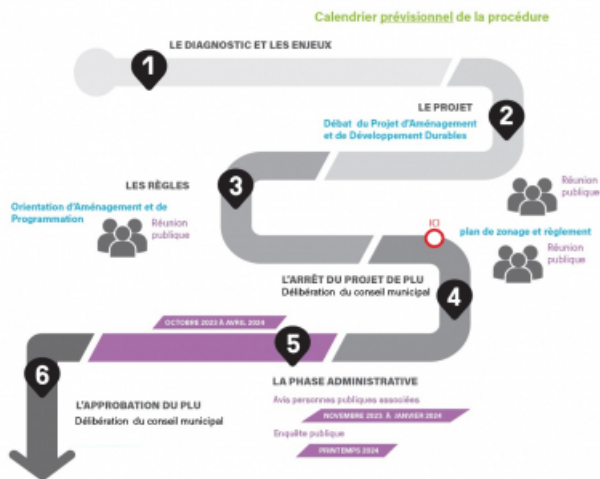 Calendrier prévisionnel de la procédure
1
LE DIAGNOSTIC ET LES ENJEUX
LE PROJET
2
Débat du Projet d'Aménagement
et de Développement Durables
Réunion
publique
LES RÈGLES
3
Orientation d'Aménagement et de
Programmation
Réunion
publique
ICI
plan de zonage et règlement
Réunion
publique
L'ARRÊT DU PROJET DE PLU
Délibération du conseil municipal
4
OCTOBRE 2023 À AVRIL 2024
5
LA PHASE ADMINISTRATIVE
Avis personnes publiques associées
NOVEMBRE 2023 À JANVIER 2024
Enquête publique
PRINTEMPS 2024
6
L'APPROBATION DU PLU
Délibération du conseil municipal